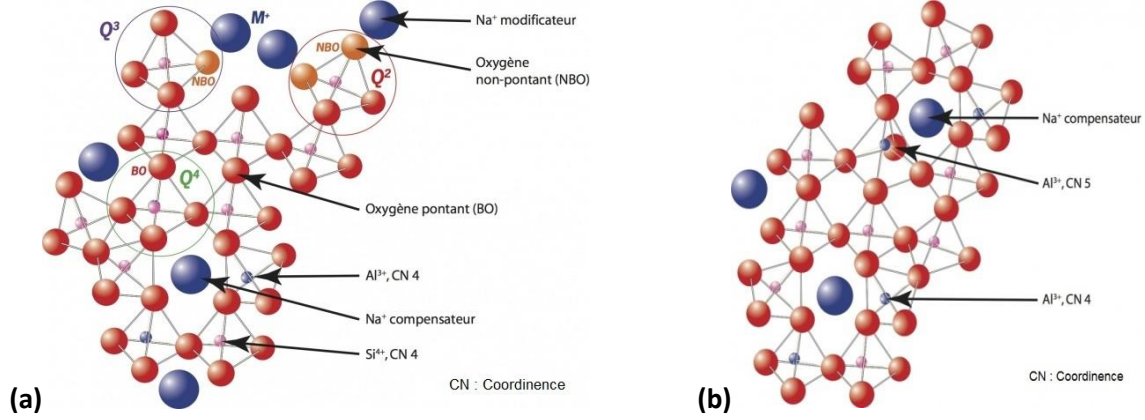 Q³
M⁺
NBO
NBO
Q²
Na⁺ modificateur
Oxygène
non-pontant (NBO)
BO
Q⁴
Oxygène pontant (BO)
Al³⁺, CN 4
Na⁺ compensateur
Si⁴⁺, CN 4
CN : Coordinence
(a)
Na⁺ compensateur
Al³⁺, CN 5
Al³⁺, CN 4
CN : Coordinence
(b)